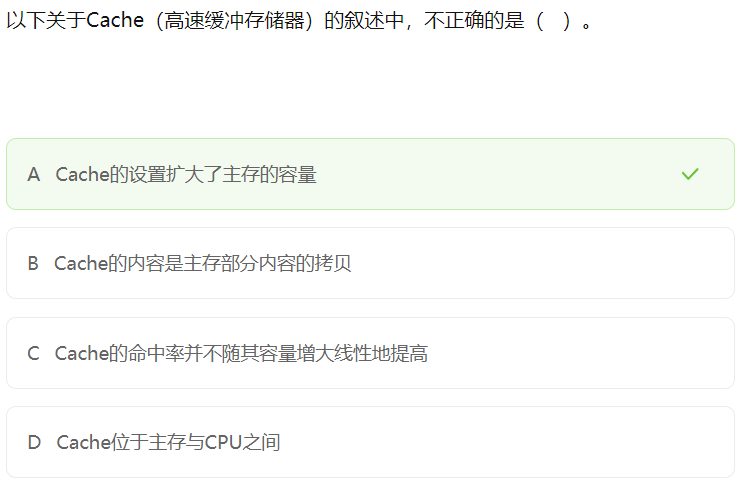 以下关于Cache（高速缓冲存储器）的叙述中，不正确的是（   ）。
A Cache的设置扩大了主存的容量
B Cache的内容是主存部分内容的拷贝
C Cache的命中率并不随其容量增大线性地提高
D Cache位于主存与CPU之间